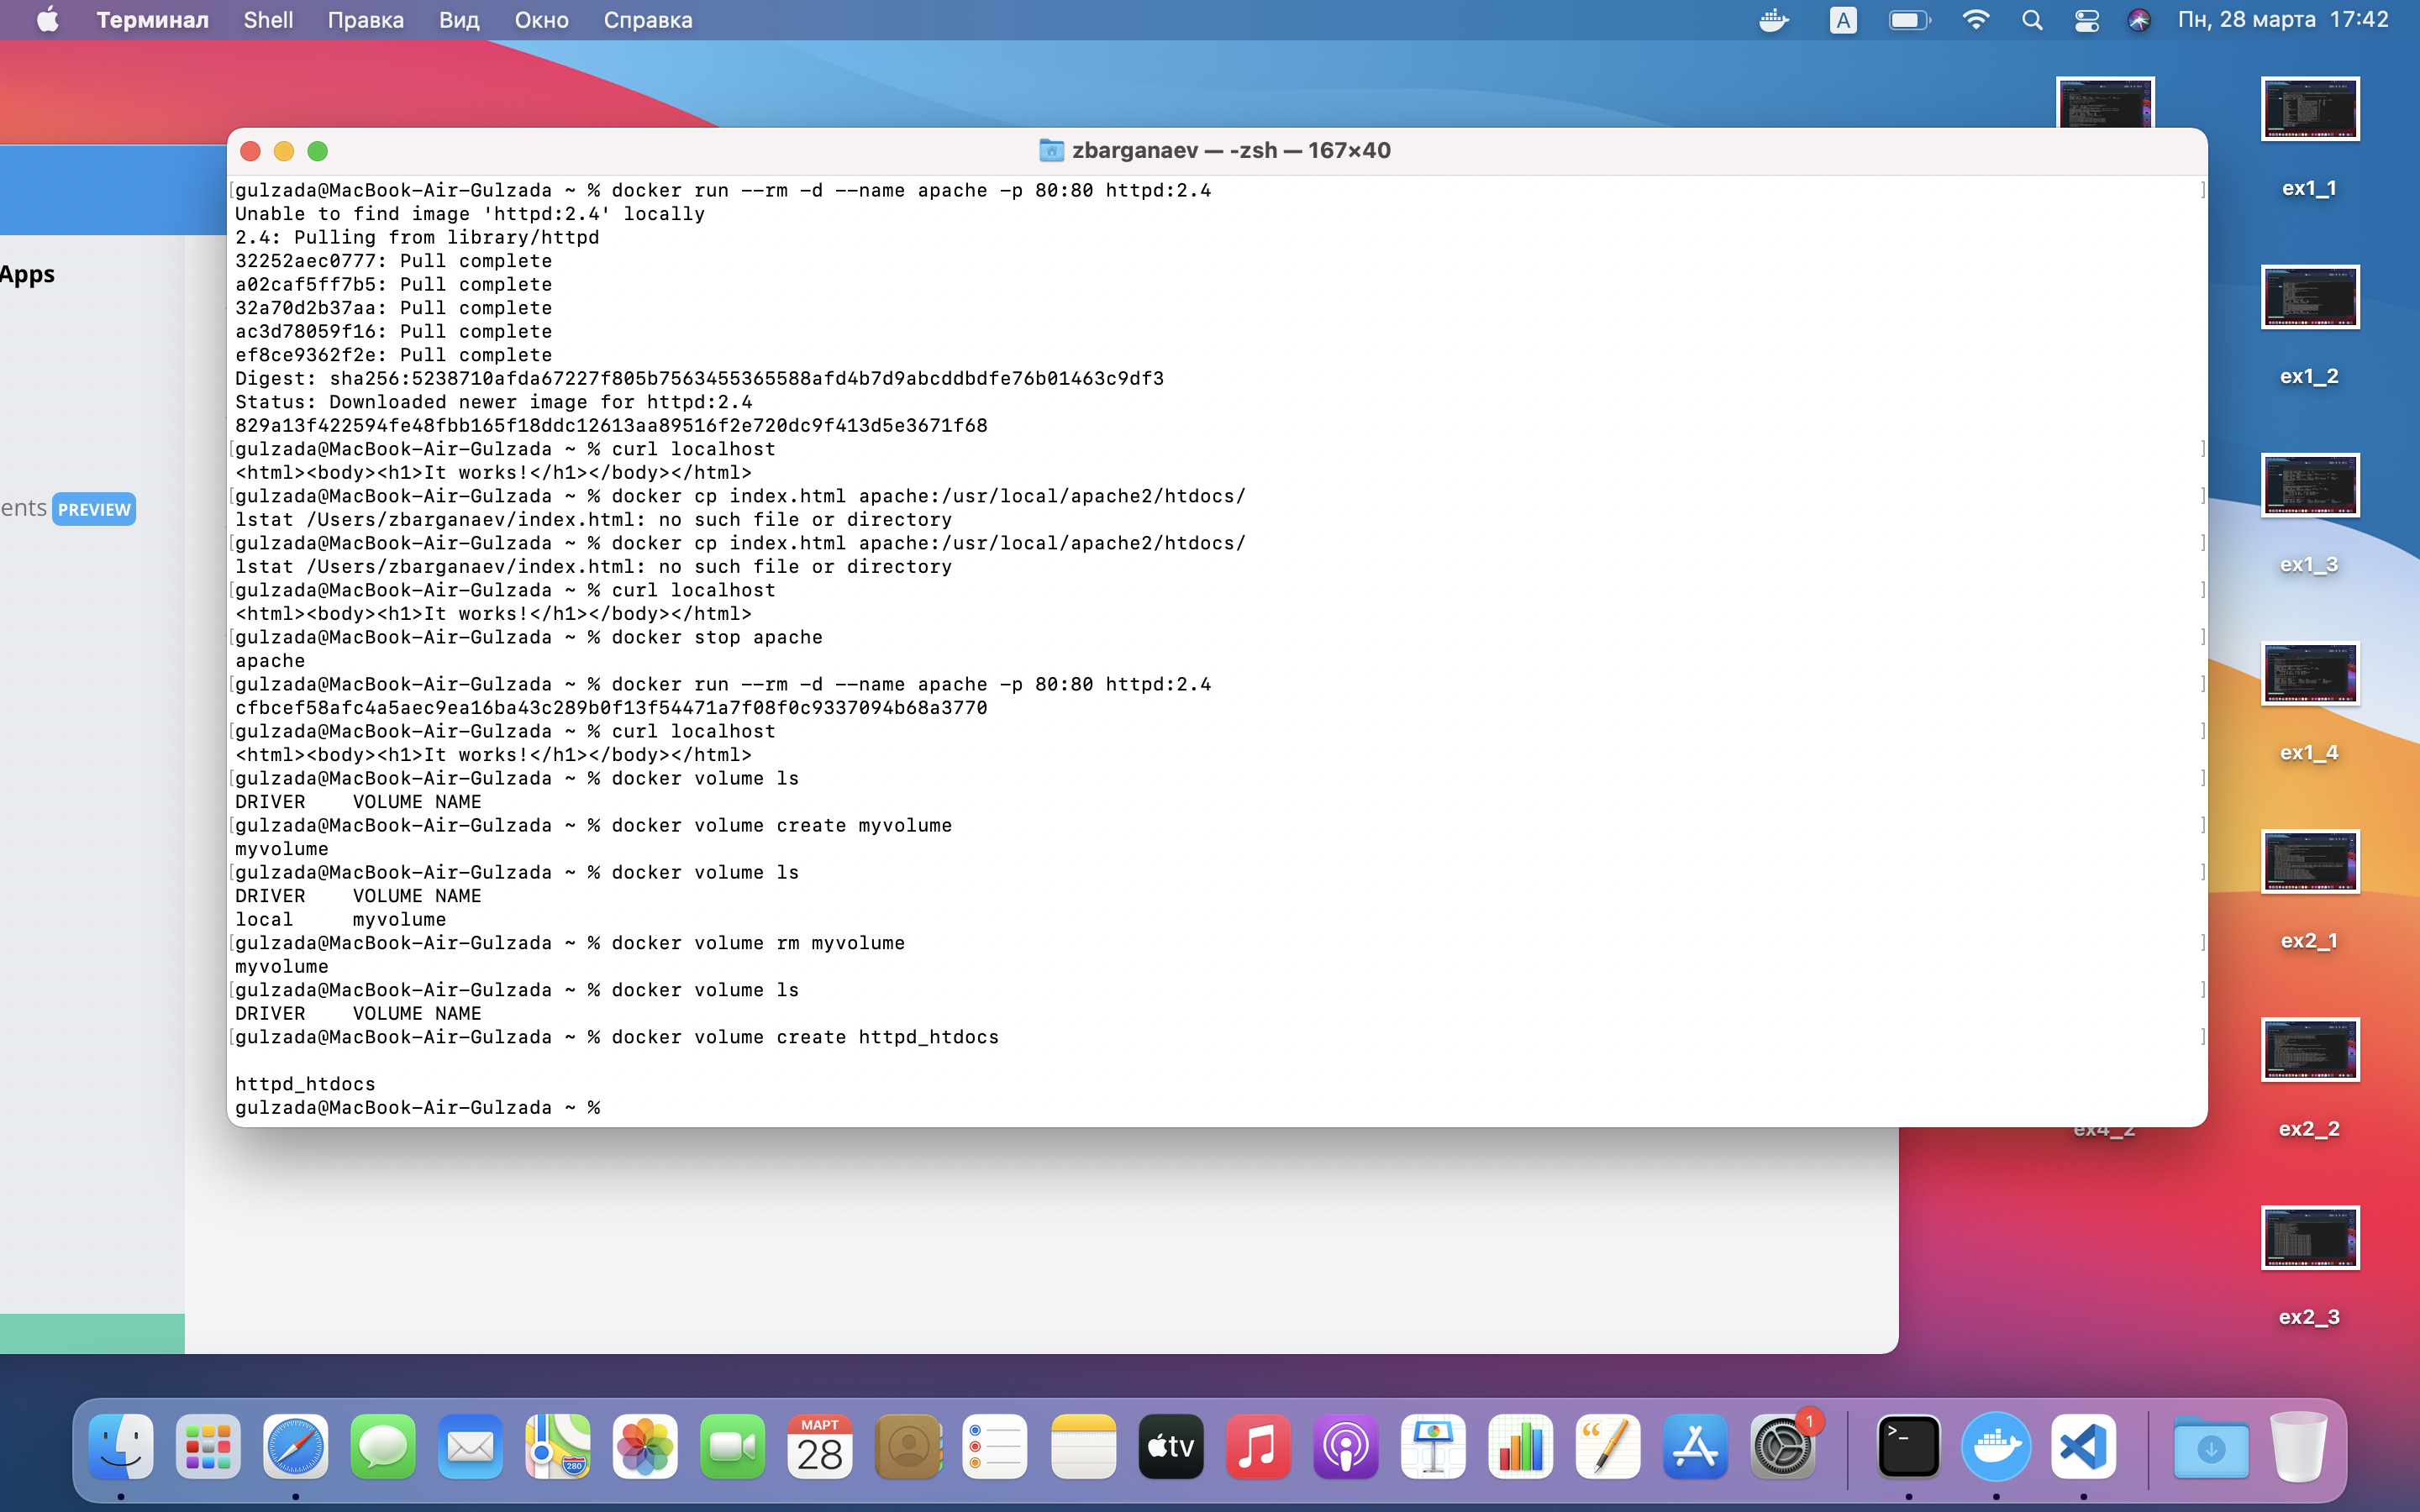 Терминал Shell Правка Вид Окно Справка
A
Пн, 28 марта 17:42
zbarganaev — -zsh — 167×40
[gulzada@MacBook-Air-Gulzada ~ % docker run --rm -d --name apache -p 80:80 httpd:2.4 ]
Unable to find image 'httpd:2.4' locally
2.4: Pulling from library/httpd
32252aec0777: Pull complete
a02caf5ff7b5: Pull complete
32a70d2b37aa: Pull complete
ac3d78059f16: Pull complete
ef8ce9362f2e: Pull complete
Digest: sha256:5238710afda67227f805b7563455365588afd4b7d9abcddbdfe76b01463c9df3
Status: Downloaded newer image for httpd:2.4
829a13f422594fe48fbb165f18ddc12613aa89516f2e720dc9f413d5e3671f68
[gulzada@MacBook-Air-Gulzada ~ % curl localhost ]
<html><body><h1>It works!</h1></body></html>
[gulzada@MacBook-Air-Gulzada ~ % docker cp index.html apache:/usr/local/apache2/htdocs/ ]
lstat /Users/zbarganaev/index.html: no such file or directory
[gulzada@MacBook-Air-Gulzada ~ % docker cp index.html apache:/usr/local/apache2/htdocs/ ]
lstat /Users/zbarganaev/index.html: no such file or directory
[gulzada@MacBook-Air-Gulzada ~ % curl localhost ]
<html><body><h1>It works!</h1></body></html>
[gulzada@MacBook-Air-Gulzada ~ % docker stop apache ]
apache
[gulzada@MacBook-Air-Gulzada ~ % docker run --rm -d --name apache -p 80:80 httpd:2.4 ]
cfbcef58afc4a5aec9ea16ba43c289b0f13f54471a7f08f0c9337094b68a3770
[gulzada@MacBook-Air-Gulzada ~ % curl localhost ]
<html><body><h1>It works!</h1></body></html>
[gulzada@MacBook-Air-Gulzada ~ % docker volume ls ]
DRIVER    VOLUME NAME
[gulzada@MacBook-Air-Gulzada ~ % docker volume create myvolume ]
myvolume
[gulzada@MacBook-Air-Gulzada ~ % docker volume ls ]
DRIVER    VOLUME NAME
local     myvolume
[gulzada@MacBook-Air-Gulzada ~ % docker volume rm myvolume ]
myvolume
[gulzada@MacBook-Air-Gulzada ~ % docker volume ls ]
DRIVER    VOLUME NAME
[gulzada@MacBook-Air-Gulzada ~ % docker volume create httpd_htdocs ]
httpd_htdocs
gulzada@MacBook-Air-Gulzada ~ %
Apps
ents PREVIEW
ex1_1
ex1_2
ex1_3
ex1_4
ex2_1
ex4_2
ex2_2
ex2_3
280
МАРТ
28
tv
1
>_